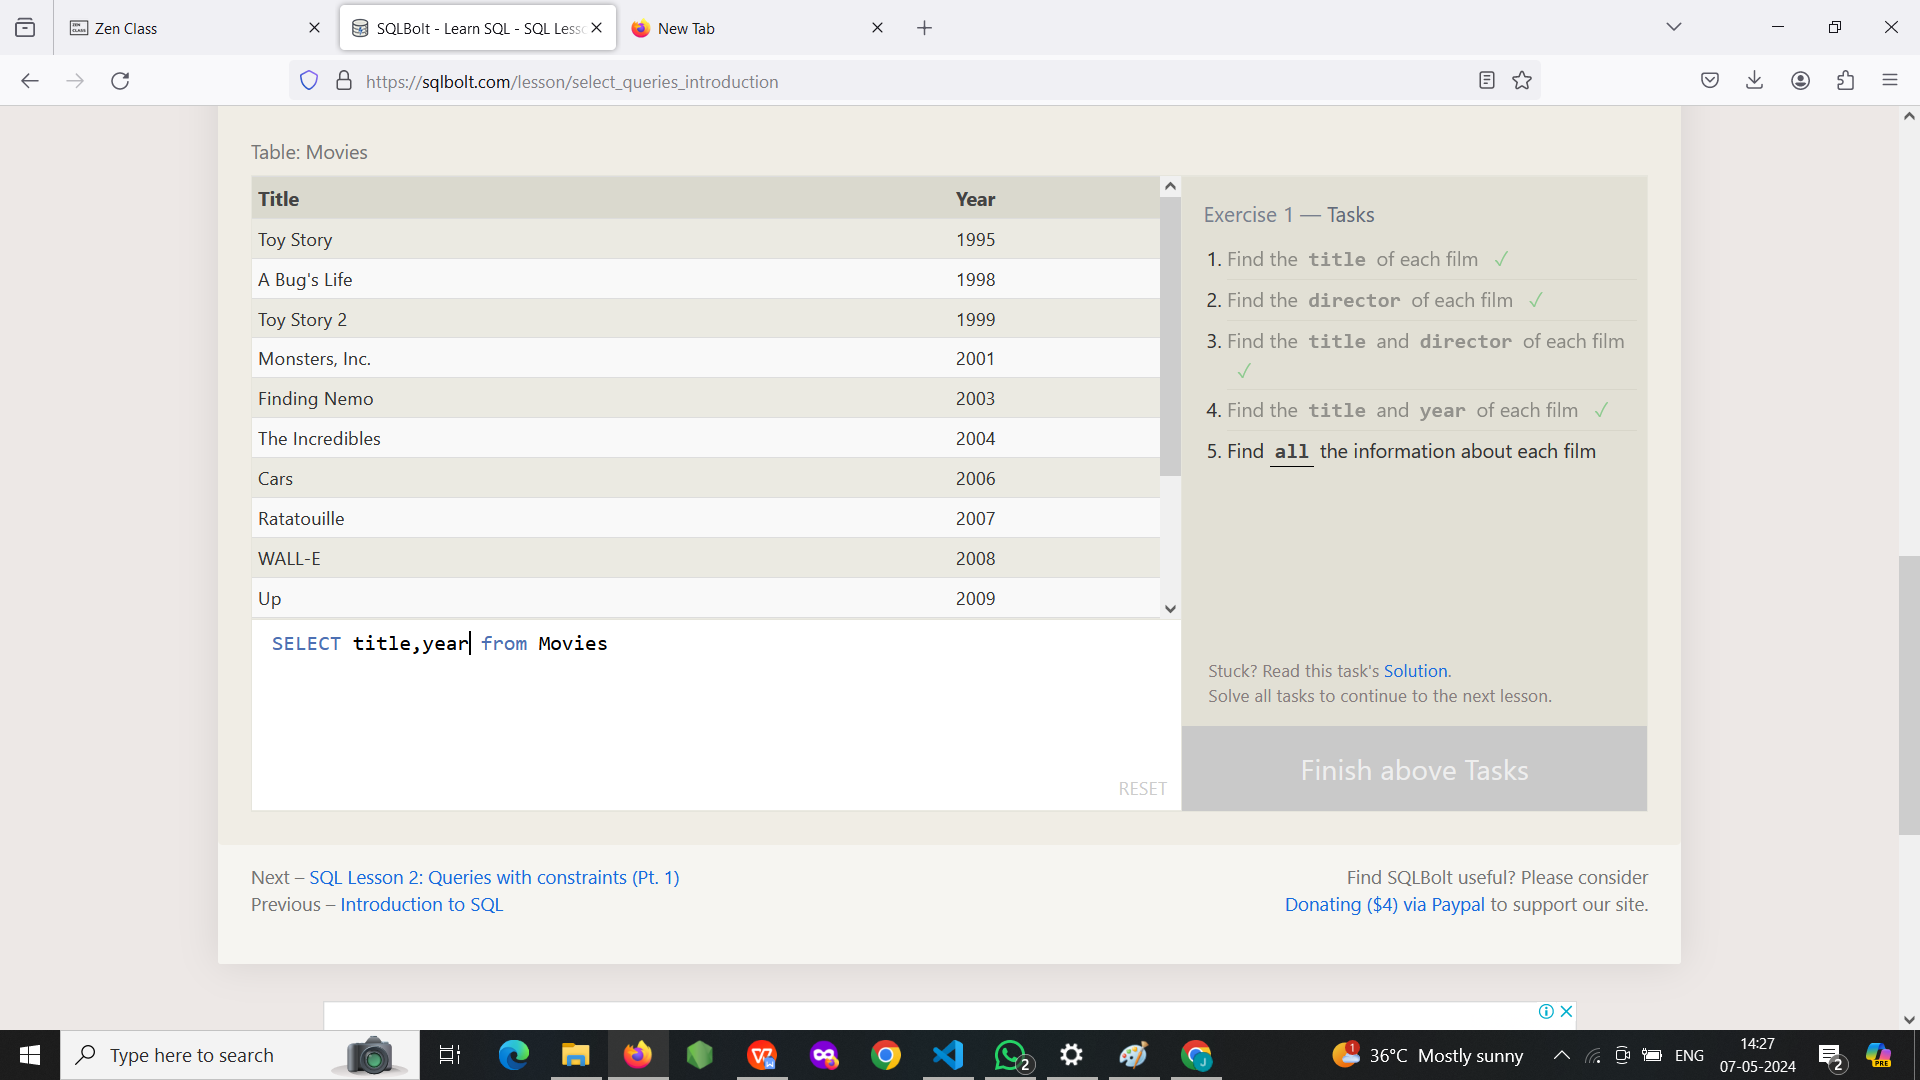 Zen Class
SQLBolt - Learn SQL - SQL Less
New Tab
https://sqlbolt.com/lesson/select_queries_introduction
Table: Movies
Title Year
Toy Story 1995
A Bug's Life 1998
Toy Story 2 1999
Monsters, Inc. 2001
Finding Nemo 2003
The Incredibles 2004
Cars 2006
Ratatouille 2007
WALL-E 2008
Up 2009
SELECT title,year from Movies
RESET
Exercise 1 — Tasks
1. Find the title of each film ✓
2. Find the director of each film ✓
3. Find the title and director of each film
✓
4. Find the title and year of each film ✓
5. Find all the information about each film
Stuck? Read this task's Solution.
Solve all tasks to continue to the next lesson.
Finish above Tasks
Next – SQL Lesson 2: Queries with constraints (Pt. 1)
Previous – Introduction to SQL
Find SQLBolt useful? Please consider
Donating ($4) via Paypal to support our site.
Type here to search
2
1
36°C Mostly sunny
ENG
14:27
07-05-2024
2
PRE